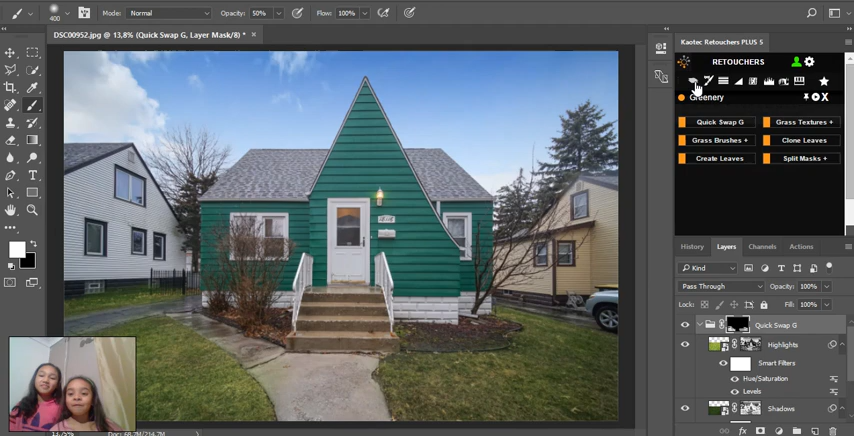 400
Mode:
Normal
Opacity:
50%
Flow:
100%
DSC00952.jpg @ 13,8% (Quick Swap G, Layer Mask/8) *
Kaotec Retouchers PLUS 5
RETOUCHERS
Greenery
X
Quick Swap G
Grass Textures +
Grass Brushes +
Clone Leaves
Create Leaves
Split Masks +
History
Layers
Channels
Actions
Kind
Pass Through
Opacity:
100%
Lock:
Fill:
100%
Quick Swap G
Highlights
Smart Filters
Hue/Saturation
Levels
Shadows
fx